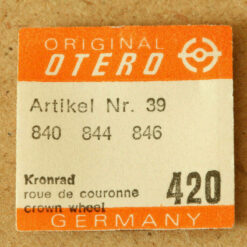 ORIGINAL
OTERO
Artikel Nr. 39
840 844 846
Kronrad
roue de couronne
crown wheel
420
GERMANY